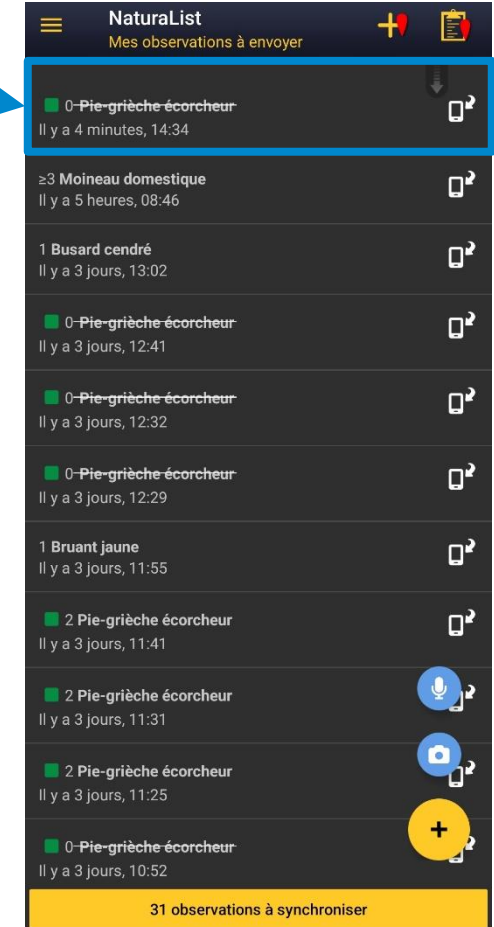 NaturaList
Mes observations à envoyer
0 Pie-grièche écorcheur
Il y a 4 minutes, 14:34
≥3 Moineau domestique
Il y a 5 heures, 08:46
1 Busard cendré
Il y a 3 jours, 13:02
0 Pie-grièche écorcheur
Il y a 3 jours, 12:41
0 Pie-grièche écorcheur
Il y a 3 jours, 12:32
0 Pie-grièche écorcheur
Il y a 3 jours, 12:29
1 Bruant jaune
Il y a 3 jours, 11:55
2 Pie-grièche écorcheur
Il y a 3 jours, 11:41
2 Pie-grièche écorcheur
Il y a 3 jours, 11:31
2 Pie-grièche écorcheur
Il y a 3 jours, 11:25
0 Pie-grièche écorcheur
Il y a 3 jours, 10:52
31 observations à synchroniser